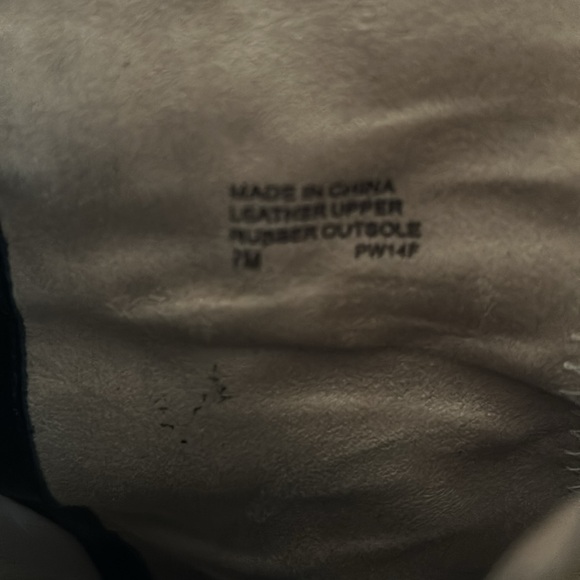 MADE IN CHINA
LEATHER UPPER
RUBBER OUTSOLE
7M PW14F